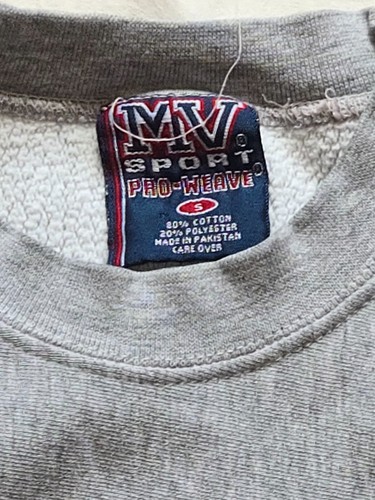 MV®
SPORT
PRO-WEAVE®
S
80% COTTON
20% POLYESTER
MADE IN PAKISTAN
CARE OVER